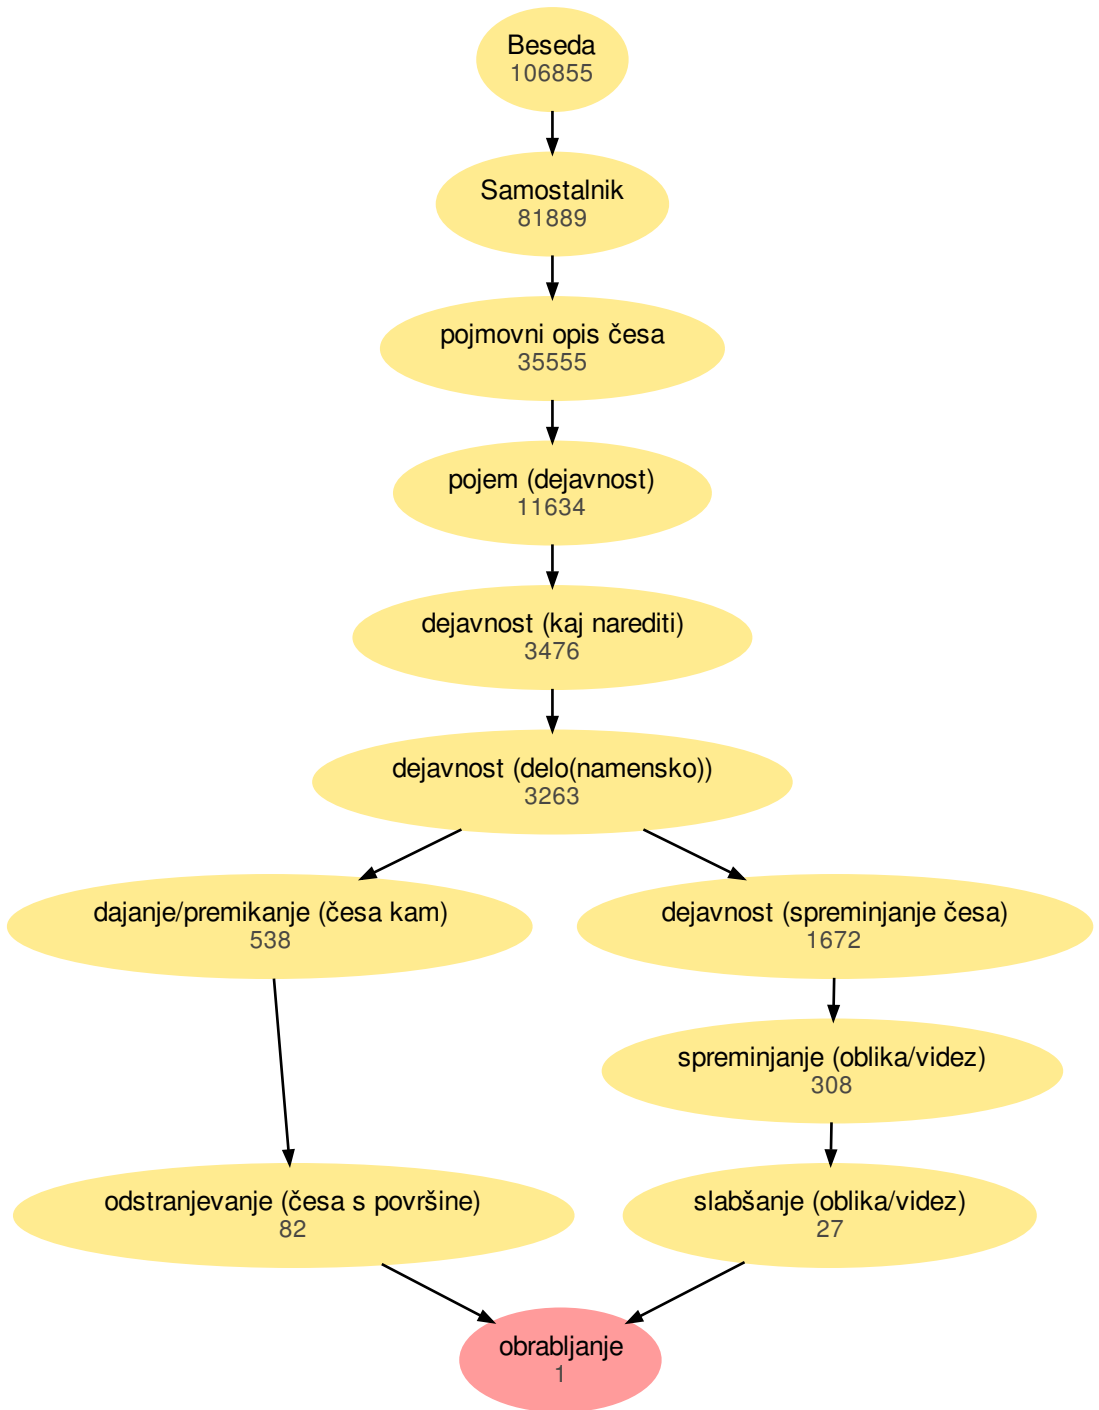 Beseda
106855
Samostalnik
81889
pojmovni opis česa
35555
pojem (dejavnost)
11634
dejavnost (kaj narediti)
3476
dejavnost (delo(namensko))
3263
dajanje/premikanje (česa kam)
538
dejavnost (spreminjanje česa)
1672
spreminjanje (oblika/videz)
308
odstranjevanje (česa s površine)
82
slabšanje (oblika/videz)
27
obrabljanje
1